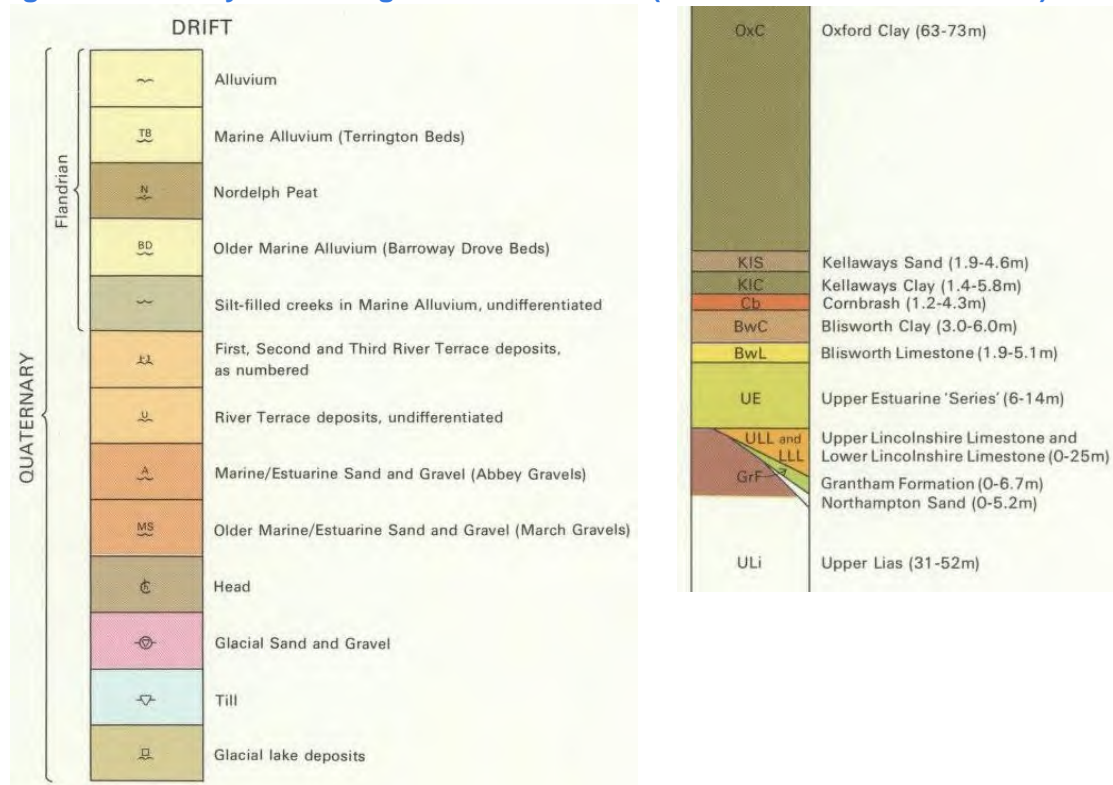 DRIFT
QUATERNARY
Flandrian
Alluvium
TB
Marine Alluvium (Terrington Beds)
N
Nordelph Peat
BD
Older Marine Alluvium (Barroway Drove Beds)
Silt-filled creeks in Marine Alluvium, undifferentiated
First, Second and Third River Terrace deposits,
as numbered
U
River Terrace deposits, undifferentiated
A
Marine/Estuarine Sand and Gravel (Abbey Gravels)
MS
Older Marine/Estuarine Sand and Gravel (March Gravels)
Head
Glacial Sand and Gravel
Till
Glacial lake deposits
OxC Oxford Clay (63-73m)
KlS Kellaways Sand (1.9-4.6m)
KlC Kellaways Clay (1.4-5.8m)
Cb Cornbrash (1.2-4.3m)
BwC Blisworth Clay (3.0-6.0m)
BwL Blisworth Limestone (1.9-5.1m)
UE Upper Estuarine 'Series' (6-14m)
ULL and Upper Lincolnshire Limestone and
LLL Lower Lincolnshire Limestone (0-25m)
GrF Grantham Formation (0-6.7m)
Northampton Sand (0-5.2m)
ULi Upper Lias (31-52m)